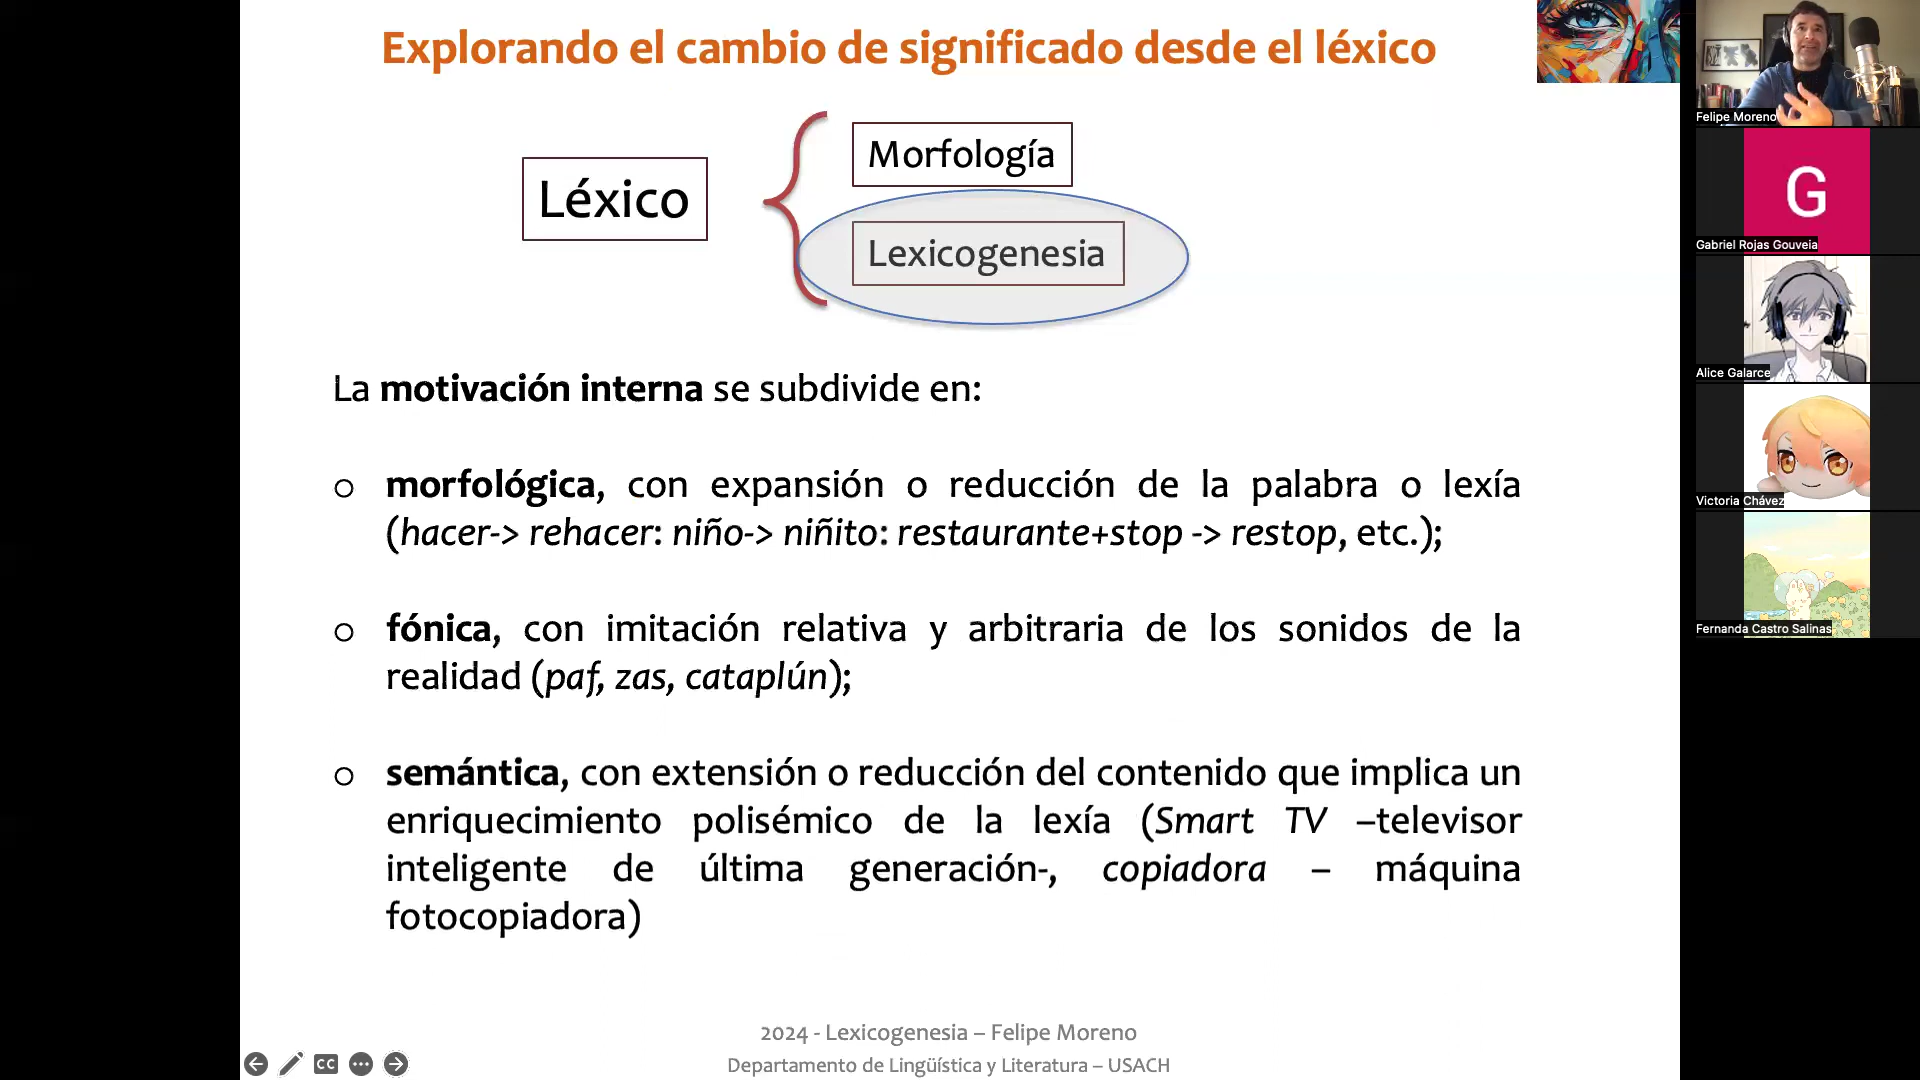 Explorando el cambio de significado desde el léxico
Léxico
Morfología
Lexicogenesia
La motivación interna se subdivide en:
o morfológica, con expansión o reducción de la palabra o lexía
(hacer-> rehacer: niño-> niñito: restaurante+stop -> restop, etc.);
o fónica, con imitación relativa y arbitraria de los sonidos de la
realidad (paf, zas, cataplún);
o semántica, con extensión o reducción del contenido que implica un
enriquecimiento polisémico de la lexía (Smart TV –televisor
inteligente de última generación-, copiadora – máquina
fotocopiadora)
2024 - Lexicogenesia – Felipe Moreno
Departamento de Lingüística y Literatura – USACH
CC
Felipe Moreno
G
Gabriel Rojas Gouveia
Alice Galarce
Victoria Chávez
Fernanda Castro Salinas